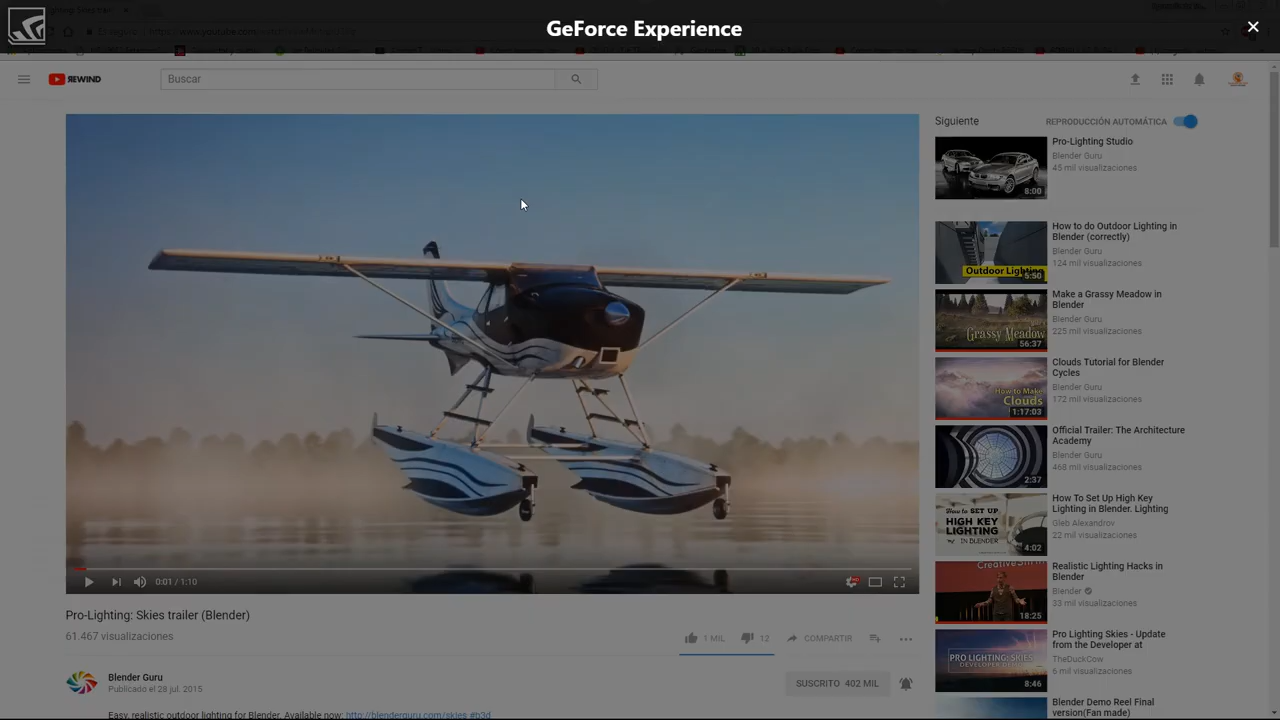 GeForce Experience
REWIND
Buscar
Siguiente
REPRODUCCIÓN AUTOMÁTICA
Pro-Lighting Studio
Blender Guru
45 mil visualizaciones
8:00
How to do Outdoor Lighting in
Blender (correctly)
Blender Guru
124 mil visualizaciones
Outdoor Lighting
5:50
Make a Grassy Meadow in
Blender
Blender Guru
225 mil visualizaciones
Grassy Meadow
56:37
Clouds Tutorial for Blender
Cycles
Blender Guru
172 mil visualizaciones
How to Make
Clouds
1:17:03
Official Trailer: The Architecture
Academy
Blender Guru
468 mil visualizaciones
2:37
How To Set Up High Key
Lighting in Blender. Lighting
Gleb Alexandrov
22 mil visualizaciones
How to SET UP
HIGH KEY
LIGHTING
IN BLENDER
4:02
Realistic Lighting Hacks in
Blender
Blender
33 mil visualizaciones
18:25
Pro Lighting Skies - Update
from the Developer at
TheDuckCow
6 mil visualizaciones
PRO LIGHTING: SKIES
8:46
Blender Demo Reel Final
version(Fan made)
0:01 / 1:10
HD
Pro-Lighting: Skies trailer (Blender)
61.467 visualizaciones
1 MIL
12
COMPARTIR
Blender Guru
Publicado el 28 jul. 2015
SUSCRITO 402 MIL
Easy, realistic outdoor lighting for Blender. Available now: http://blenderguru.com/skies #b3d